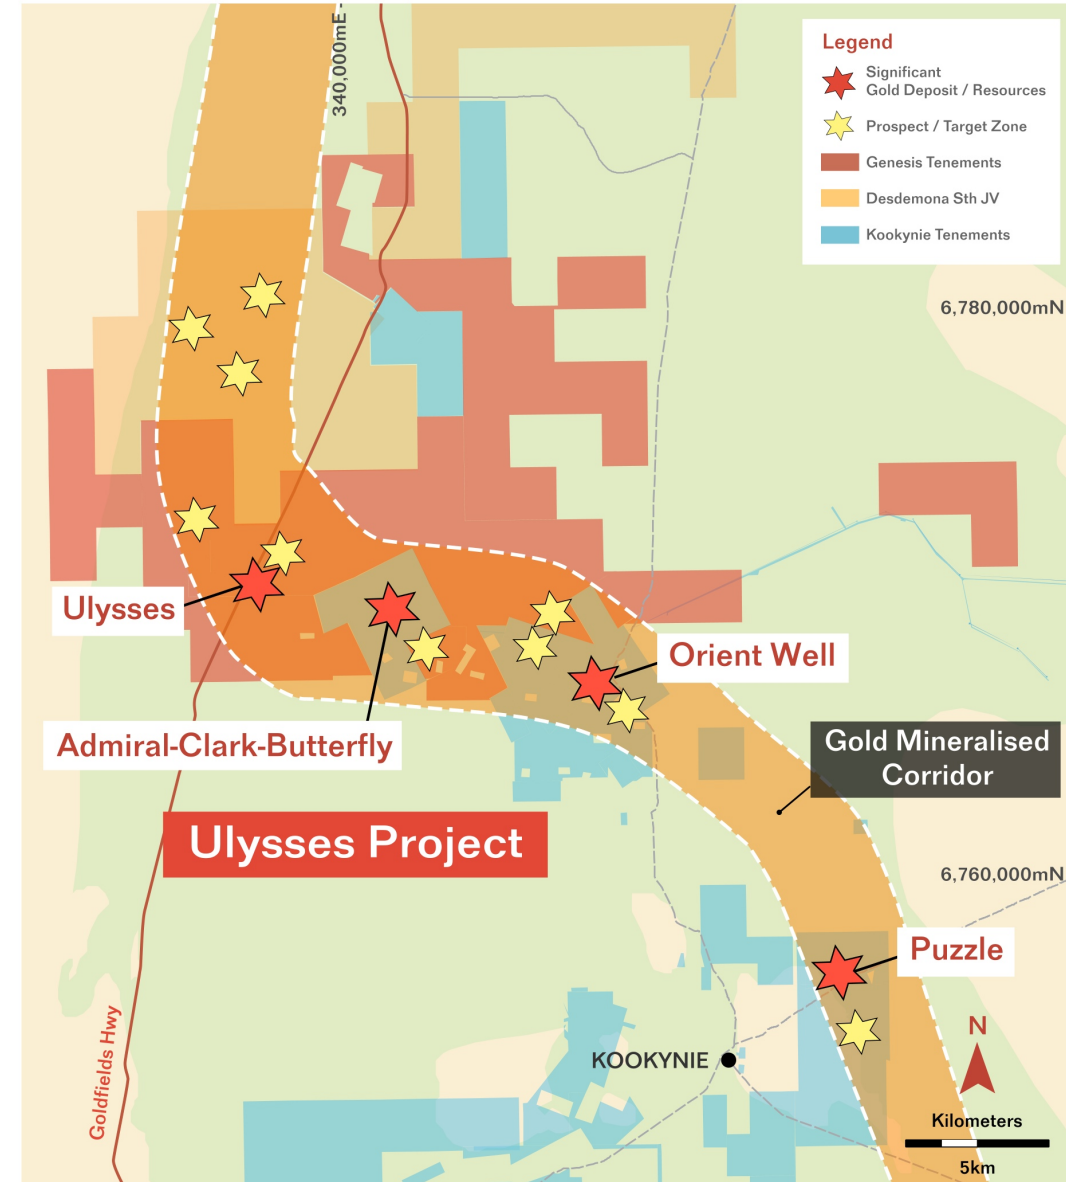 340,000mE -
Legend
Significant
Gold Deposit / Resources
Prospect / Target Zone
Genesis Tenements
Desdemona Sth JV
Kookynie Tenements
6,780,000mN
Ulysses
Orient Well
Admiral-Clark-Butterfly
Gold Mineralised
Corridor
Ulysses Project
6,760,000mN
Puzzle
Goldfields Hwy
KOOKYNIE
N
Kilometers
5km